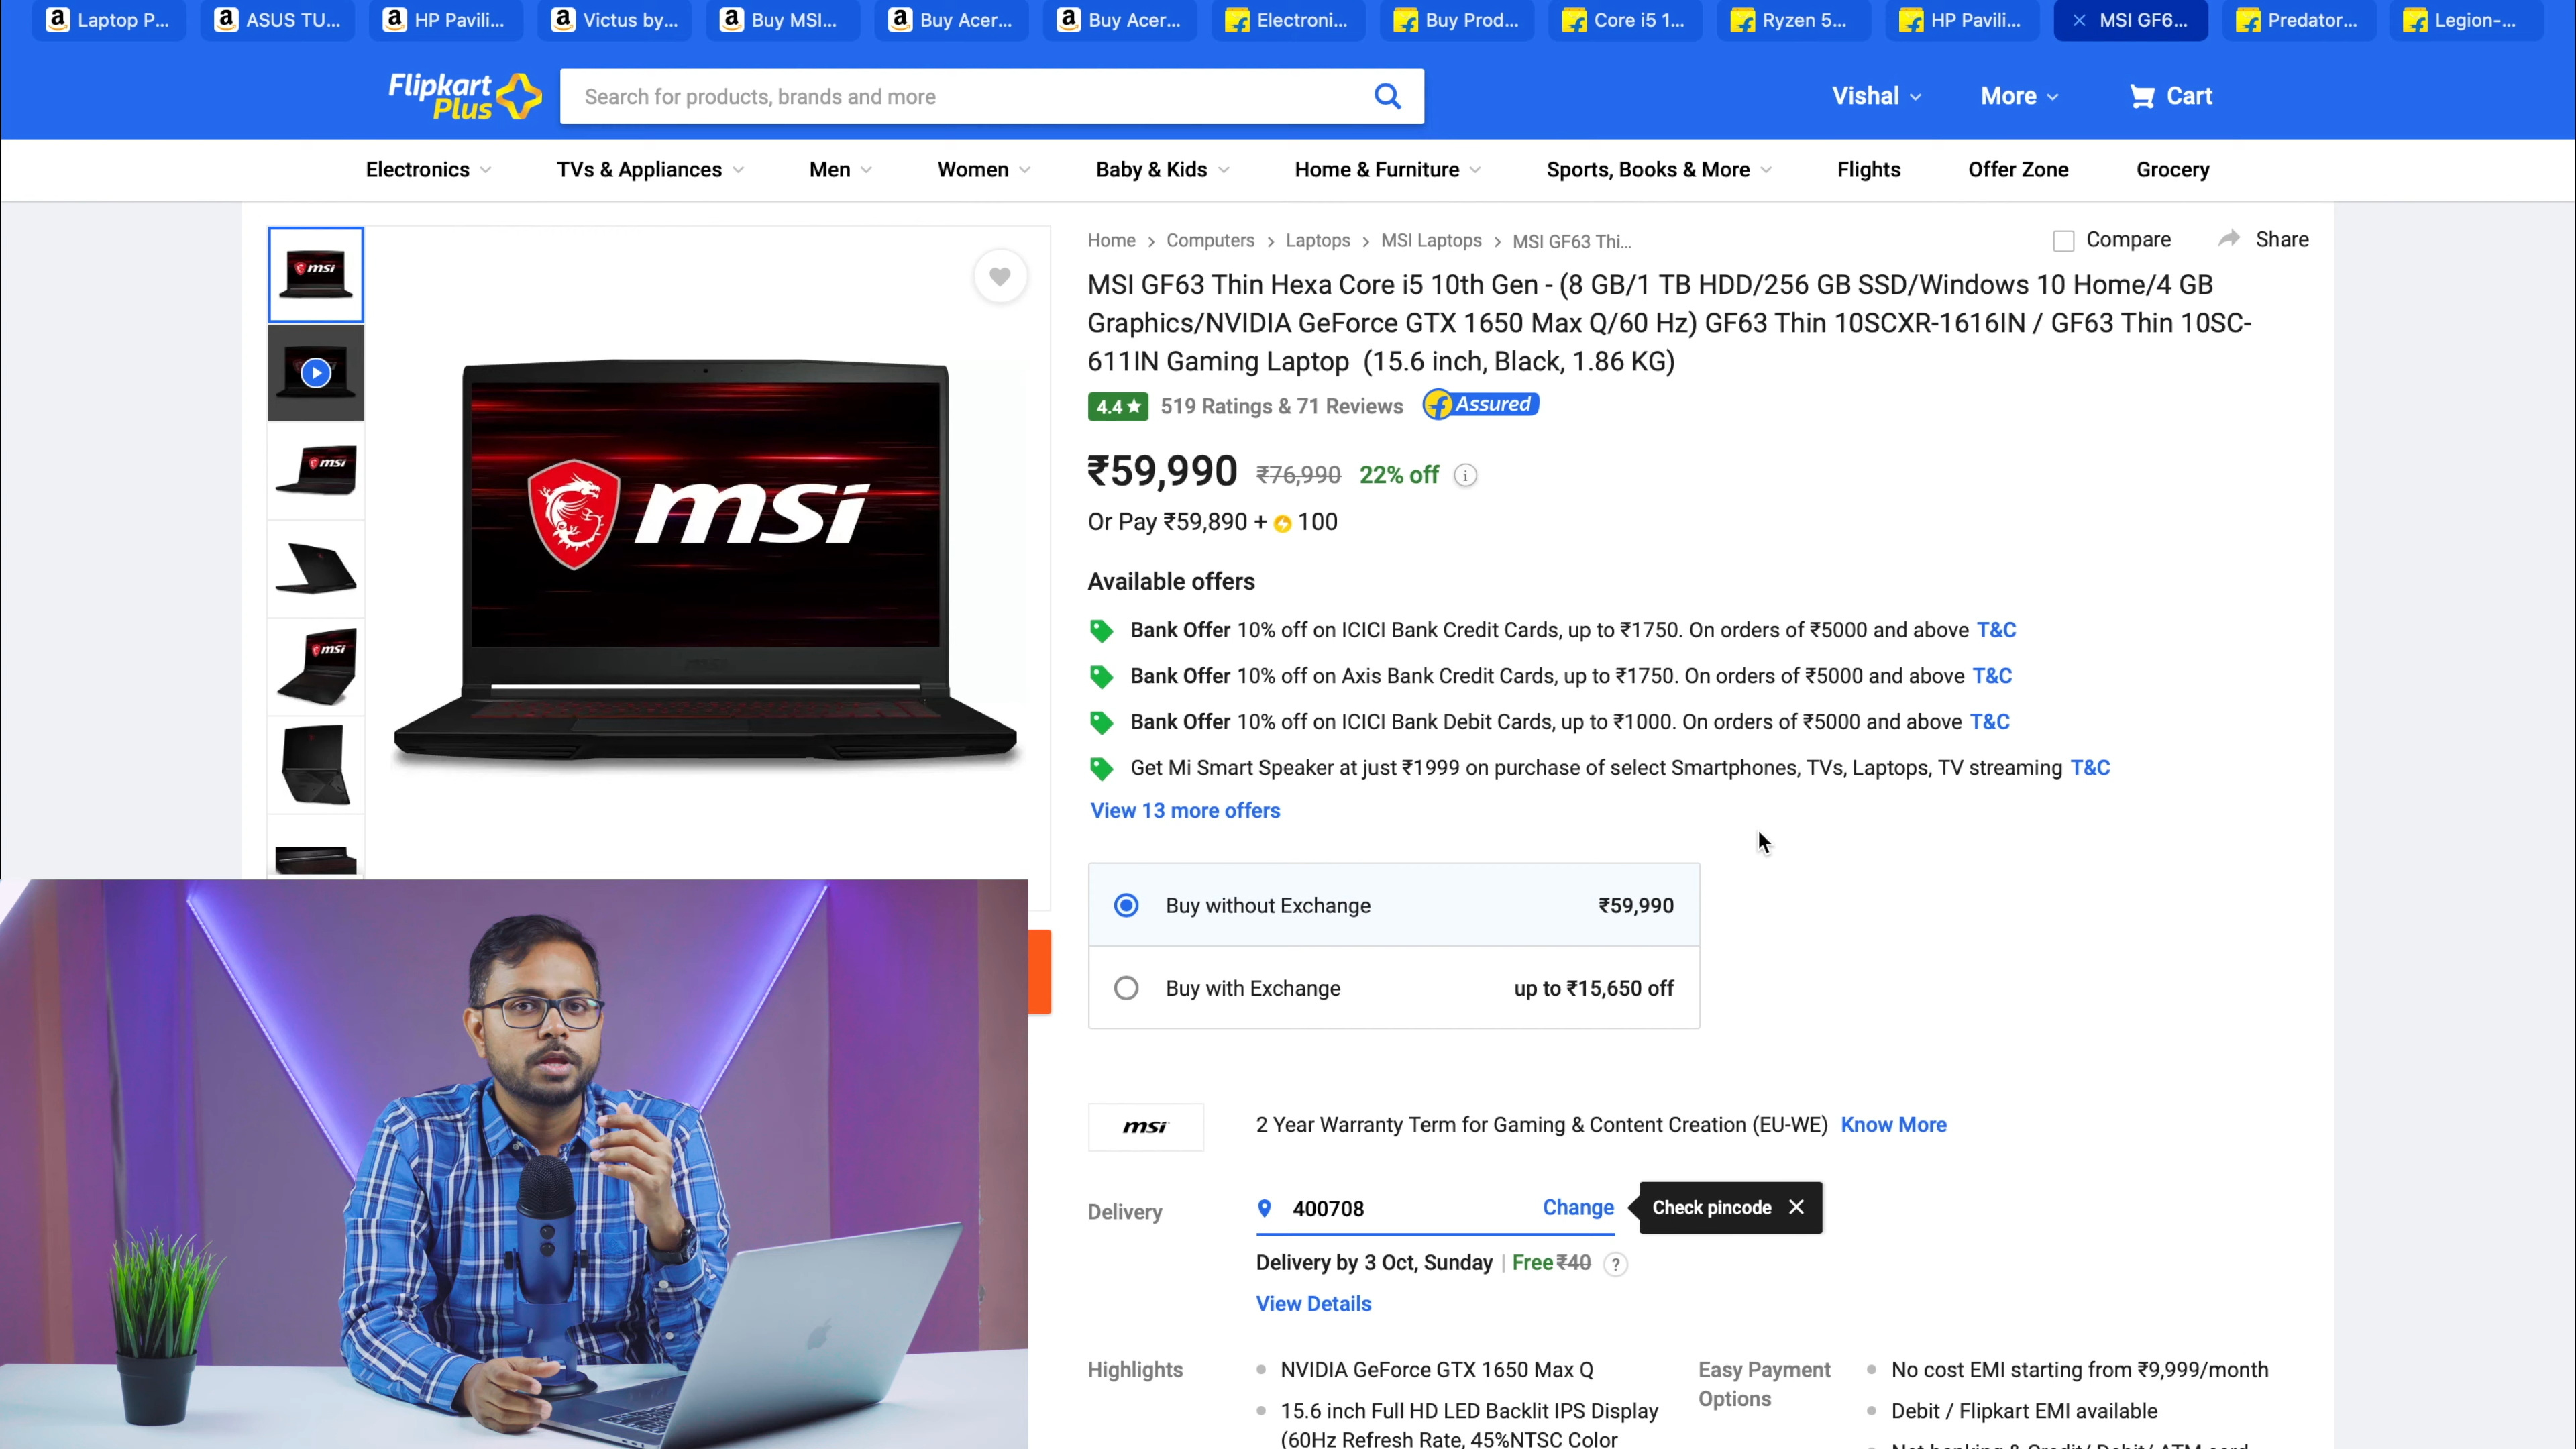 Laptop P...
ASUS TU...
HP Pavili...
Victus by...
Buy MSI...
Buy Acer...
Buy Acer...
Electroni...
Buy Prod...
Core i5 1...
Ryzen 5...
HP Pavili...
MSI GF6...
Predator...
Legion-...
Flipkart
Plus
Search for products, brands and more
Vishal
More
Cart
Electronics
TVs & Appliances
Men
Women
Baby & Kids
Home & Furniture
Sports, Books & More
Flights
Offer Zone
Grocery
msi
msi
msi
msi
Home > Computers > Laptops > MSI Laptops > MSI GF63 Thi...
Compare
Share
MSI GF63 Thin Hexa Core i5 10th Gen - (8 GB/1 TB HDD/256 GB SSD/Windows 10 Home/4 GB
Graphics/NVIDIA GeForce GTX 1650 Max Q/60 Hz) GF63 Thin 10SCXR-1616IN / GF63 Thin 10SC-
611IN Gaming Laptop (15.6 inch, Black, 1.86 KG)
4.4★ 519 Ratings & 71 Reviews Assured
₹59,990 ₹76,990 22% off i
Or Pay ₹59,890 + 100
Available offers
Bank Offer 10% off on ICICI Bank Credit Cards, up to ₹1750. On orders of ₹5000 and above T&C
Bank Offer 10% off on Axis Bank Credit Cards, up to ₹1750. On orders of ₹5000 and above T&C
Bank Offer 10% off on ICICI Bank Debit Cards, up to ₹1000. On orders of ₹5000 and above T&C
Get Mi Smart Speaker at just ₹1999 on purchase of select Smartphones, TVs, Laptops, TV streaming T&C
View 13 more offers
Buy without Exchange ₹59,990
Buy with Exchange up to ₹15,650 off
msi
2 Year Warranty Term for Gaming & Content Creation (EU-WE) Know More
Delivery
400708 Change
Check pincode ✕
Delivery by 3 Oct, Sunday | Free ₹40 ?
View Details
Highlights
NVIDIA GeForce GTX 1650 Max Q
15.6 inch Full HD LED Backlit IPS Display
(60Hz Refresh Rate, 45%NTSC Color
Easy Payment
Options
No cost EMI starting from ₹9,999/month
Debit / Flipkart EMI available